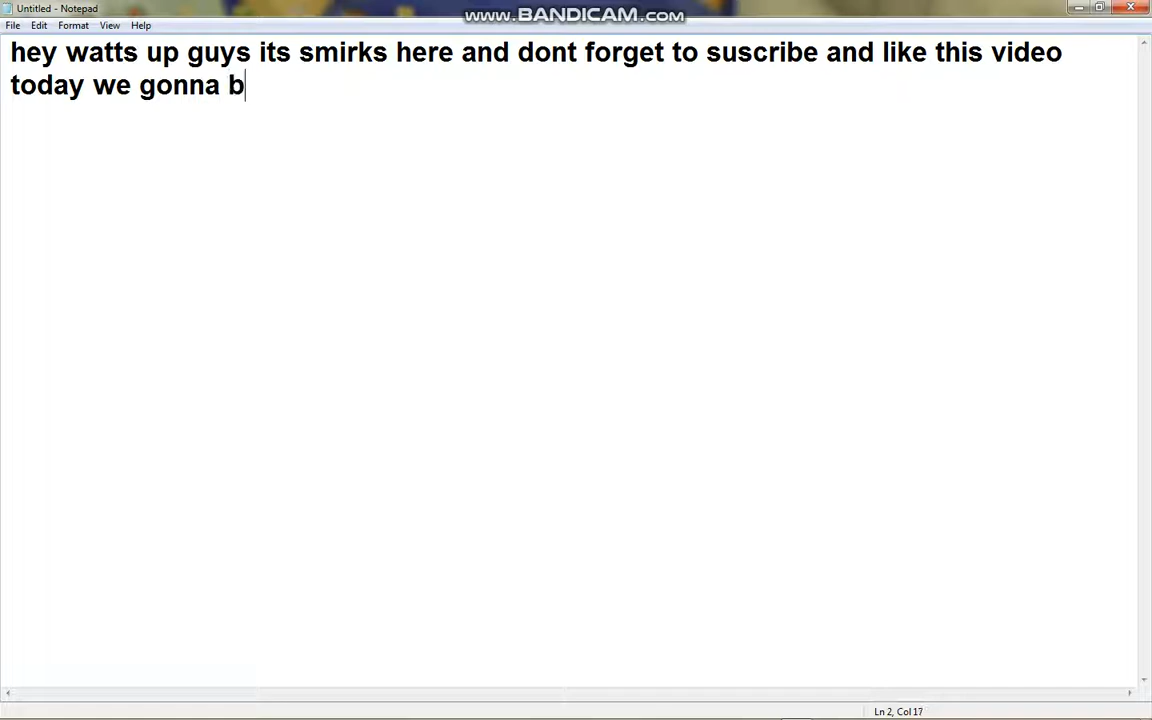 www.BANDICAM.com
Untitled - Notepad
File Edit Format View Help
hey watts up guys its smirks here and dont forget to suscribe and like this video
today we gonna b
Ln 2, Col 17